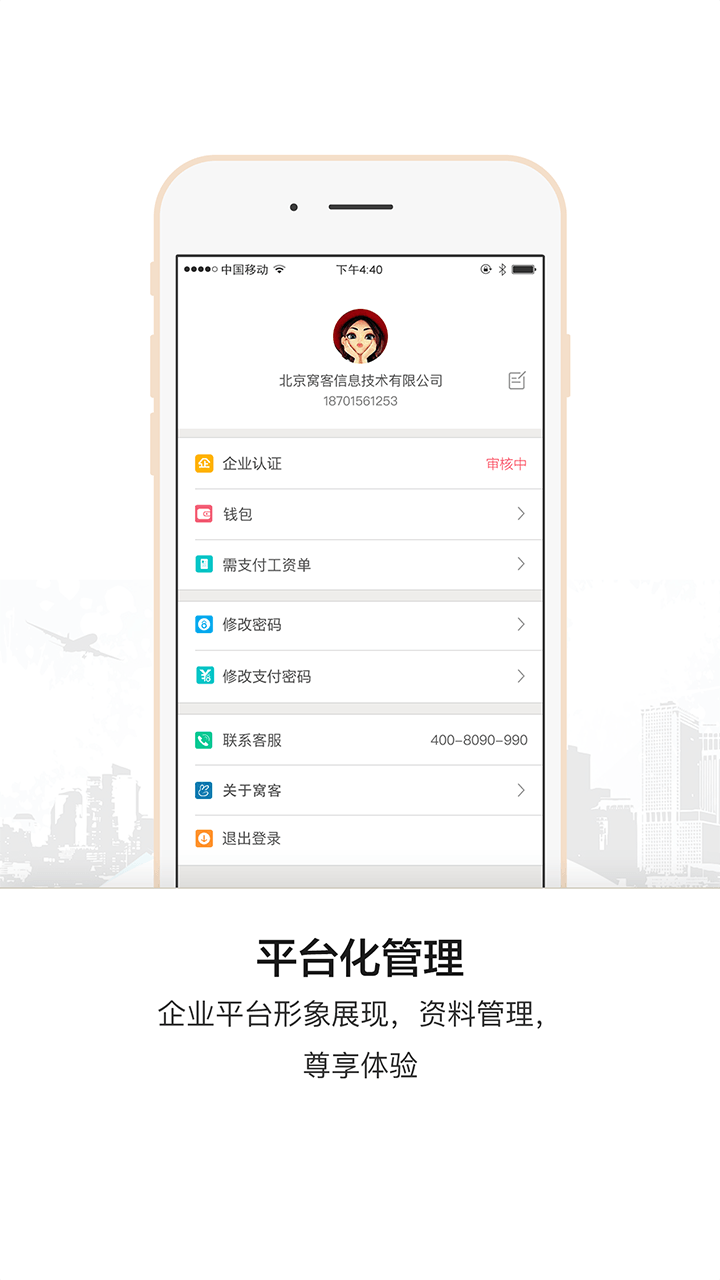 中国移动
下午4:40
北京窝客信息技术有限公司
18701561253
企业认证 审核中
钱包
需支付工资单
修改密码
修改支付密码
联系客服 400-8090-990
关于窝客
退出登录
平台化管理
企业平台形象展现，资料管理，
尊享体验